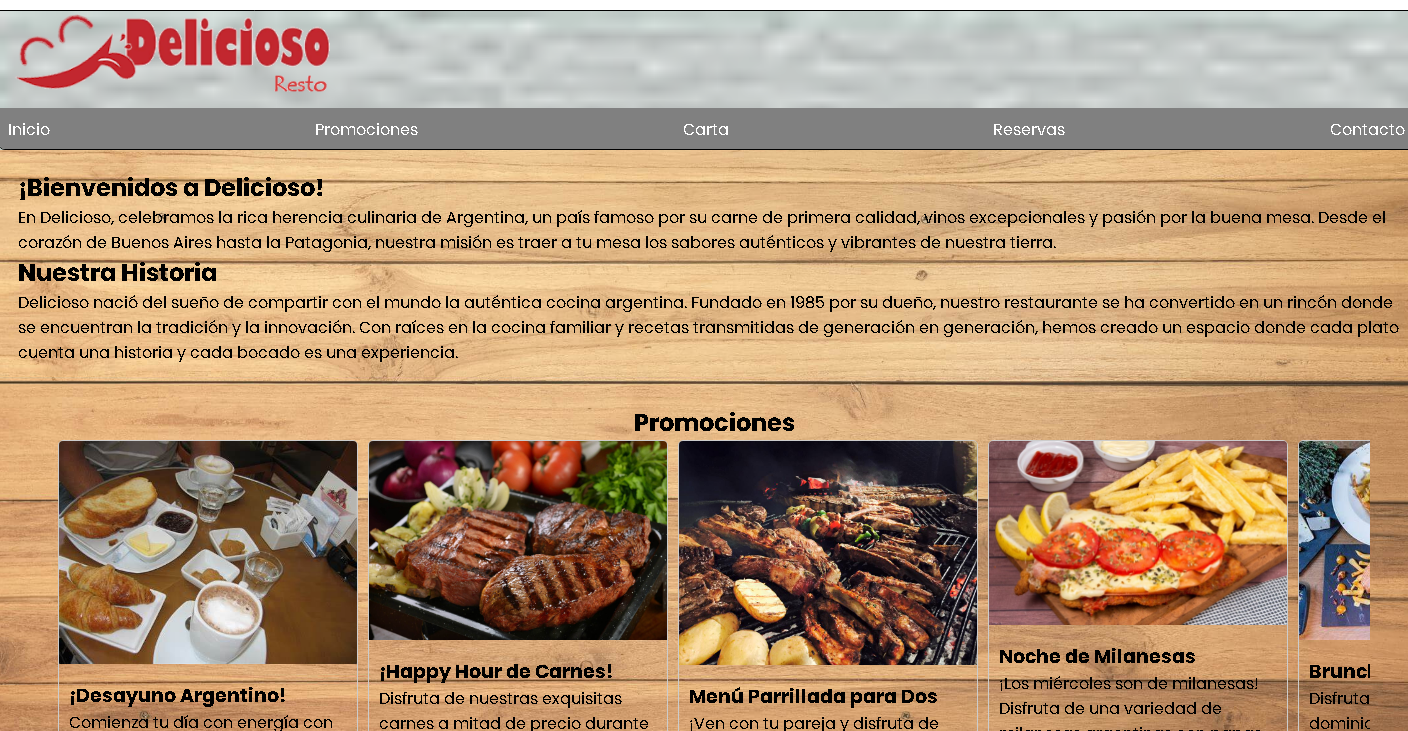 Delicioso
Resto
Inicio
Promociones
Carta
Reservas
Contacto
¡Bienvenidos a Delicioso!
En Delicioso, celebramos la rica herencia culinaria de Argentina, un país famoso por su carne de primera calidad, vinos excepcionales y pasión por la buena mesa. Desde el
corazón de Buenos Aires hasta la Patagonia, nuestra misión es traer a tu mesa los sabores auténticos y vibrantes de nuestra tierra.
Nuestra Historia
Delicioso nació del sueño de compartir con el mundo la auténtica cocina argentina. Fundado en 1985 por su dueño, nuestro restaurante se ha convertido en un rincón donde
se encuentran la tradición y la innovación. Con raíces en la cocina familiar y recetas transmitidas de generación en generación, hemos creado un espacio donde cada plato
cuenta una historia y cada bocado es una experiencia.
Promociones
¡Desayuno Argentino!
Comienza tu día con energía con
¡Happy Hour de Carnes!
Disfruta de nuestras exquisitas
carnes a mitad de precio durante
Menú Parrillada para Dos
¡Ven con tu pareja y disfruta de
Noche de Milanesas
¡Los miércoles son de milanesas!
Disfruta de una variedad de
Disfruta